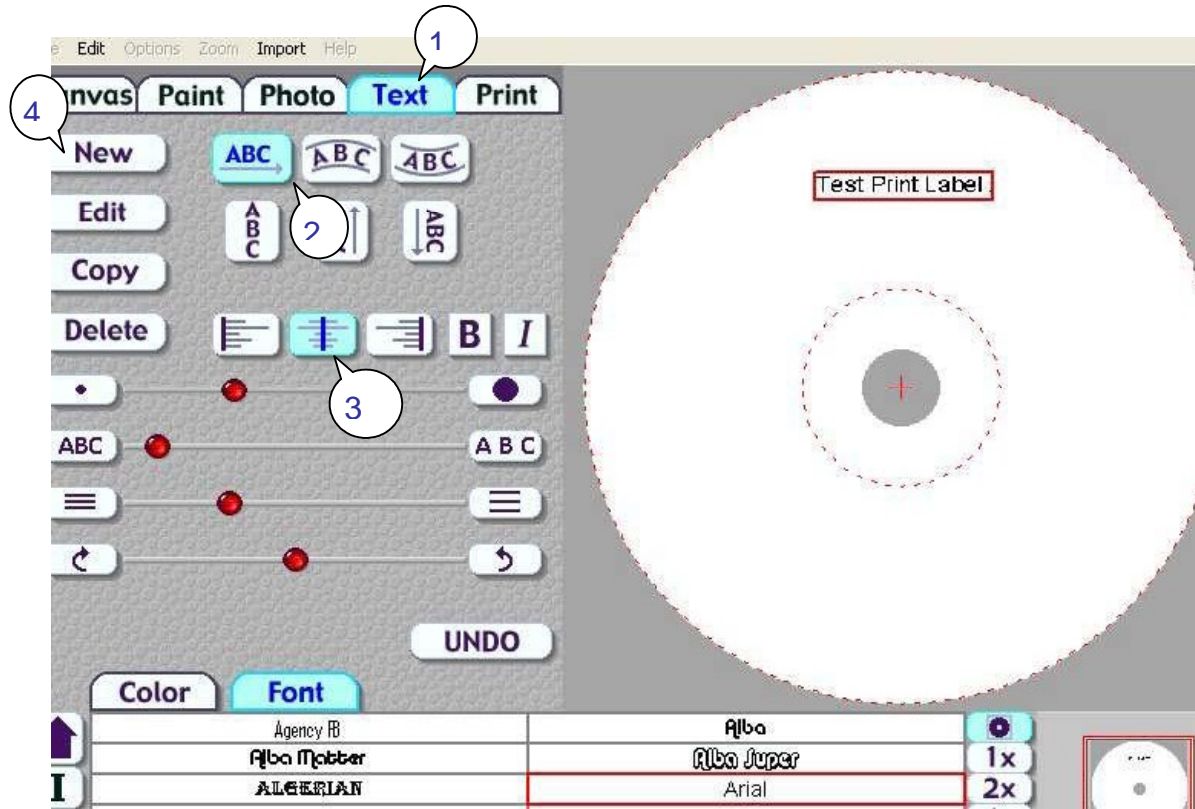 Edit Options Zoom Import Help
1
nvas Paint Photo Text Print
4
New ABC ABC ABC
Test Print Label
Edit ABC 2 ABC
Copy
Delete B I
3
ABC A B C
UNDO
Color Font
Agency FB Alba
Alba Matter Alba Super 1x
ALGERIAN Arial 2x
I